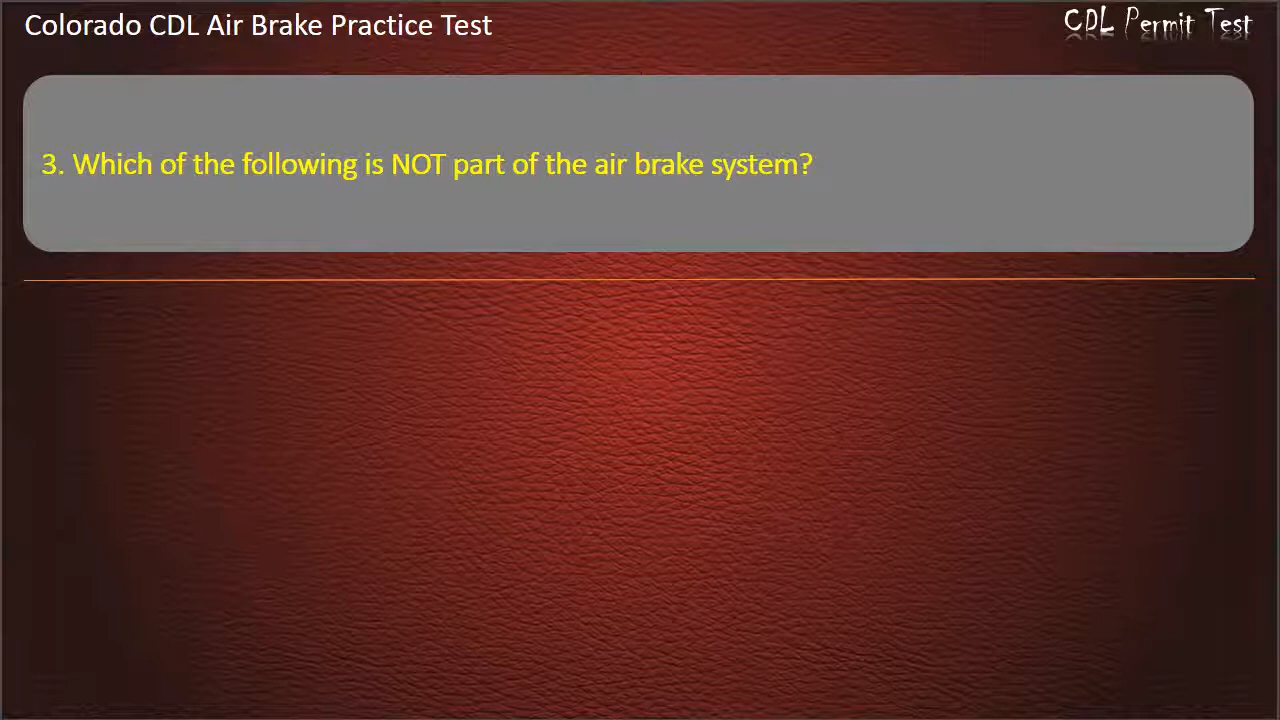 Colorado CDL Air Brake Practice Test
CDL Permit Test
3. Which of the following is NOT part of the air brake system?